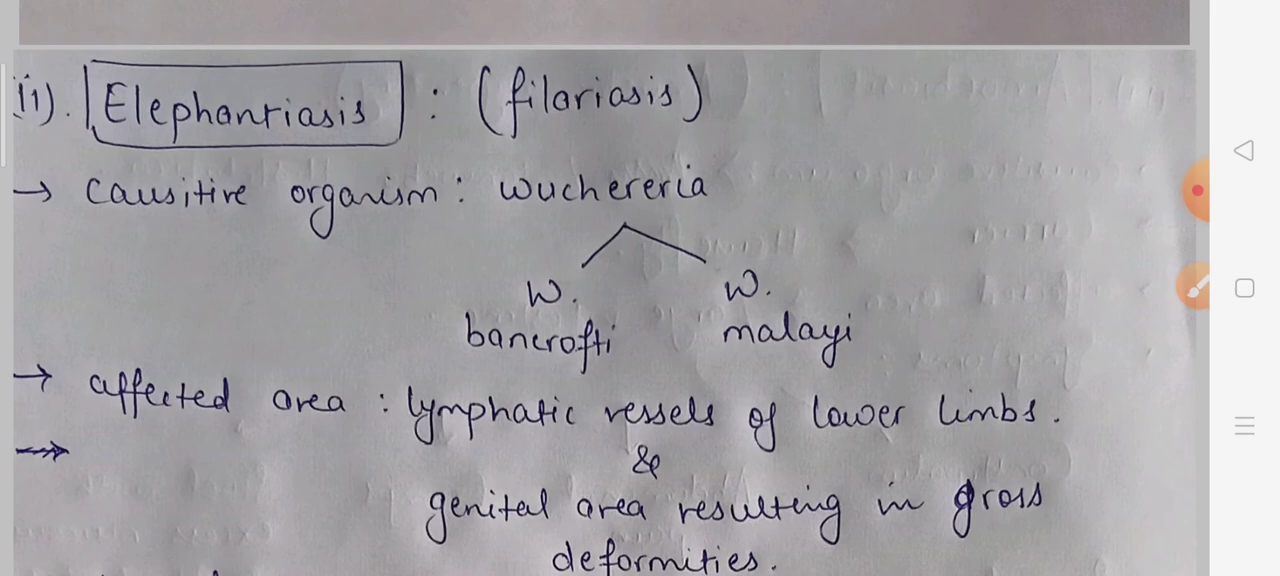 (i). Elephantiasis : (filariasis)
→ causitive organism : wuchereria
W. bancrofti W. malayi
→ affected area : lymphatic vessels of lower limbs.
&
genital area resulting in gross
deformities.